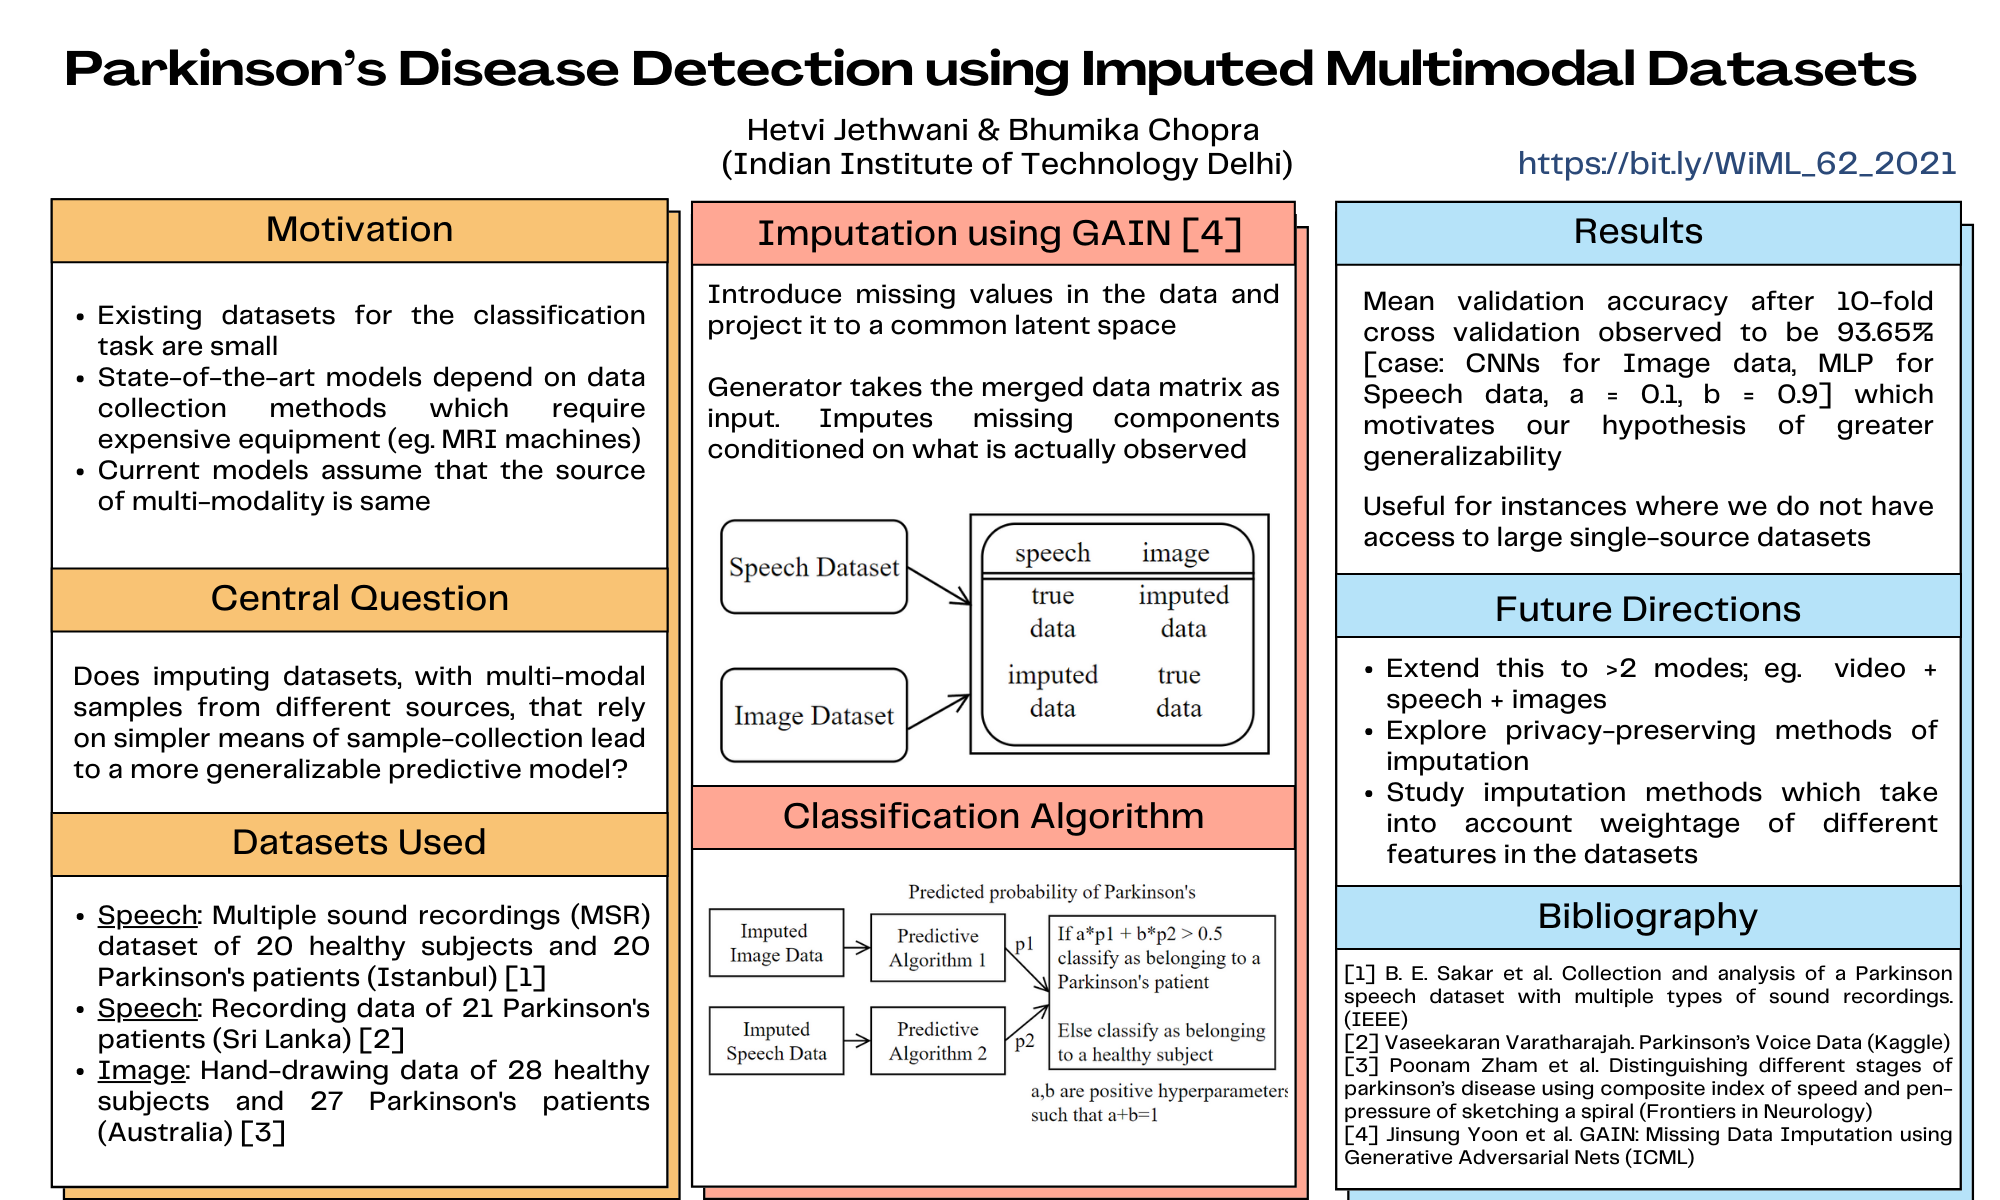 Parkinson's Disease Detection using Imputed Multimodal Datasets
Hetvi Jethwani & Bhumika Chopra
(Indian Institute of Technology Delhi)
https://bit.ly/WiML_62_2021
Motivation
• Existing datasets for the classification
task are small
• State-of-the-art models depend on data
collection methods which require
expensive equipment (eg. MRI machines)
• Current models assume that the source
of multi-modality is same
Central Question
Does imputing datasets, with multi-modal
samples from different sources, that rely
on simpler means of sample-collection lead
to a more generalizable predictive model?
Datasets Used
• Speech: Multiple sound recordings (MSR)
dataset of 20 healthy subjects and 20
Parkinson's patients (Istanbul) [1]
• Speech: Recording data of 21 Parkinson's
patients (Sri Lanka) [2]
• Image: Hand-drawing data of 28 healthy
subjects and 27 Parkinson's patients
(Australia) [3]
Imputation using GAIN [4]
Introduce missing values in the data and
project it to a common latent space
Generator takes the merged data matrix as
input. Imputes missing components
conditioned on what is actually observed
Speech Dataset
Image Dataset
speech image
true imputed
data data
imputed true
data data
Classification Algorithm
Predicted probability of Parkinson's
Imputed
Image Data
Predictive
Algorithm 1
p1
Imputed
Speech Data
Predictive
Algorithm 2
p2
If a*p1 + b*p2 > 0.5
classify as belonging to a
Parkinson's patient
Else classify as belonging
to a healthy subject
a,b are positive hyperparameters
such that a+b=1
Results
Mean validation accuracy after 10-fold
cross validation observed to be 93.65%
[case: CNNs for Image data, MLP for
Speech data, a = 0.1, b = 0.9] which
motivates our hypothesis of greater
generalizability
Useful for instances where we do not have
access to large single-source datasets
Future Directions
• Extend this to >2 modes; eg. video +
speech + images
• Explore privacy-preserving methods of
imputation
• Study imputation methods which take
into account weightage of different
features in the datasets
Bibliography
[1] B. E. Sakar et al. Collection and analysis of a Parkinson
speech dataset with multiple types of sound recordings.
(IEEE)
[2] Vaseekaran Varatharajah. Parkinson's Voice Data (Kaggle)
[3] Poonam Zham et al. Distinguishing different stages of
parkinson's disease using composite index of speed and pen-
pressure of sketching a spiral (Frontiers in Neurology)
[4] Jinsung Yoon et al. GAIN: Missing Data Imputation using
Generative Adversarial Nets (ICML)